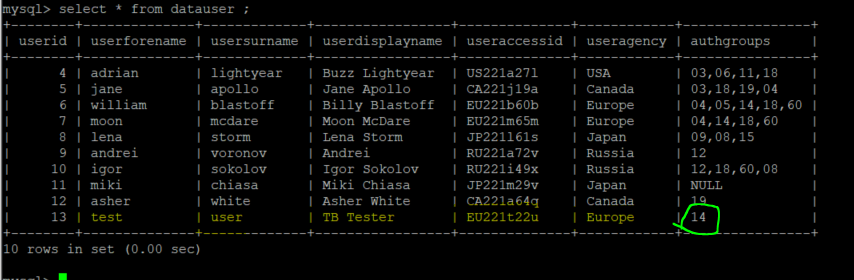 mysql> select * from datauser ;
+--------+--------------+-------------+-----------------+--------------+------------+----------------+
| userid | userforename | usersurname | userdisplayname | useraccessid | useragency | authgroups     |
+--------+--------------+-------------+-----------------+--------------+------------+----------------+
|      4 | adrian       | lightyear   | Buzz Lightyear  | US221a27l    | USA        | 03,06,11,18    |
|      5 | jane         | apollo      | Jane Apollo     | CA221j19a    | Canada     | 03,18,19,04    |
|      6 | william      | blastoff    | Billy Blastoff  | EU221b60b    | Europe     | 04,05,14,18,60 |
|      7 | moon         | mcdare      | Moon McDare     | EU221m65m    | Europe     | 04,14,18,60    |
|      8 | lena         | storm       | Lena Storm      | JP221l61s    | Japan      | 09,08,15       |
|      9 | andrei       | voronov     | Andrei          | RU221a72v    | Russia     | 12             |
|     10 | igor         | sokolov     | Igor Sokolov    | RU221i49x    | Russia     | 12,18,60,08    |
|     11 | miki         | chiasa      | Miki Chiasa     | JP221m29v    | Japan      | NULL           |
|     12 | asher        | white       | Asher White     | CA221a64q    | Canada     | 19             |
|     13 | test         | user        | TB Tester       | EU221t22u    | Europe     | 14             |
+--------+--------------+-------------+-----------------+--------------+------------+----------------+
10 rows in set (0.00 sec)
mysql>